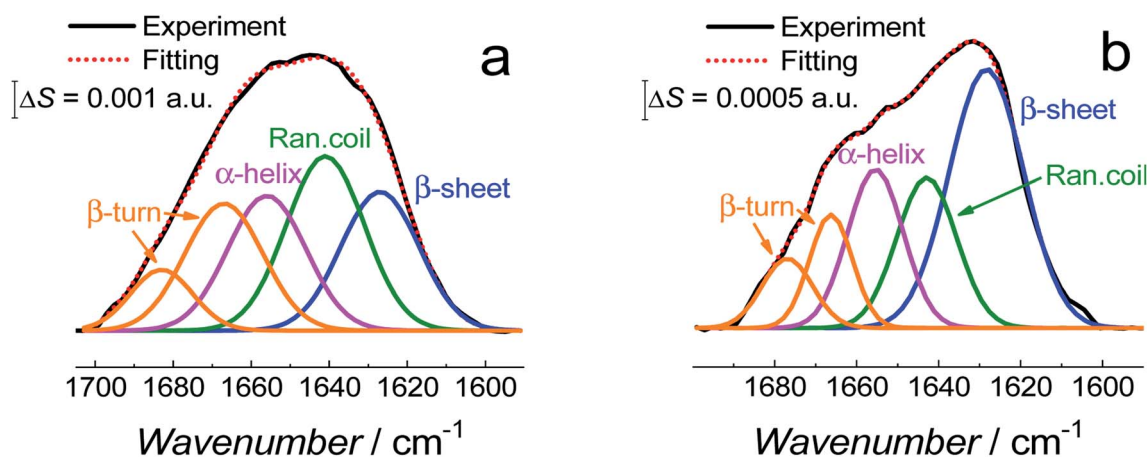 Experiment
Fitting
ΔS = 0.001 a.u.
a
Ran.coil
α-helix
β-sheet
β-turn
1700 1680 1660 1640 1620 1600
Wavenumber / cm⁻¹
Experiment
Fitting
ΔS = 0.0005 a.u.
b
β-sheet
α-helix
Ran.coil
β-turn
1680 1660 1640 1620 1600
Wavenumber / cm⁻¹